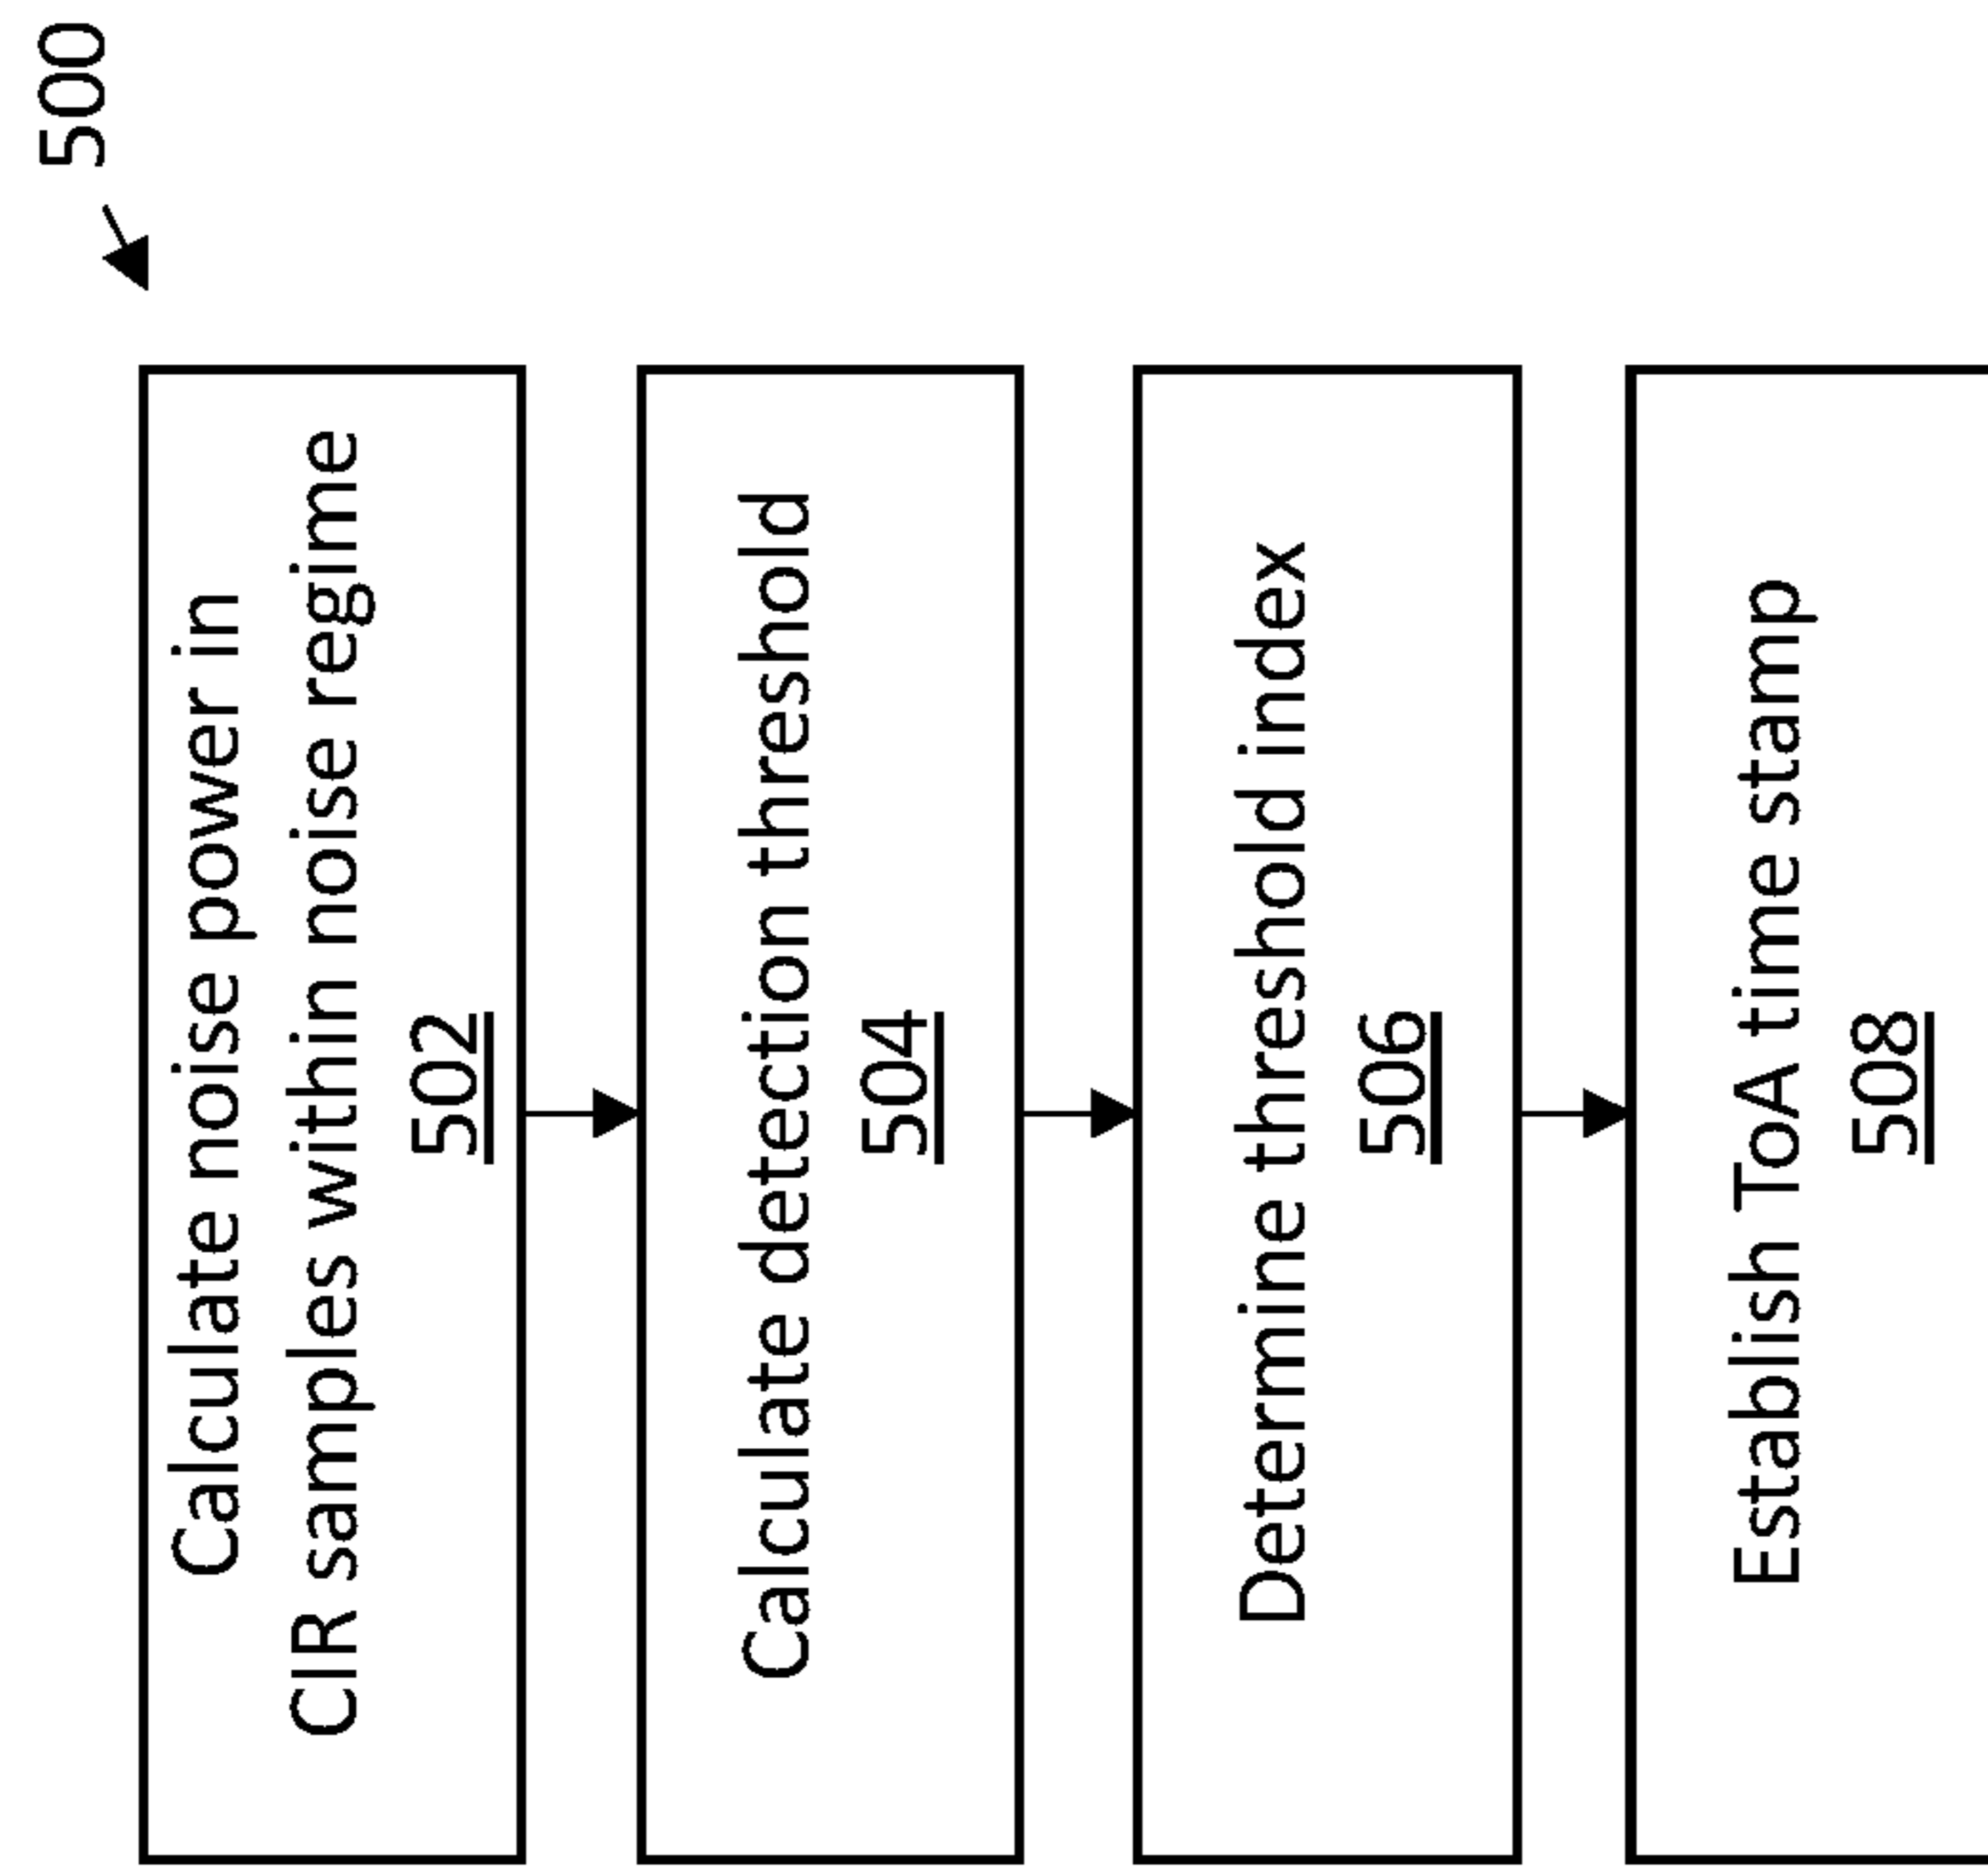 500
Calculate noise power in
CIR samples within noise regime
502
Calculate detection threshold
504
Determine threshold index
506
Establish ToA time stamp
508